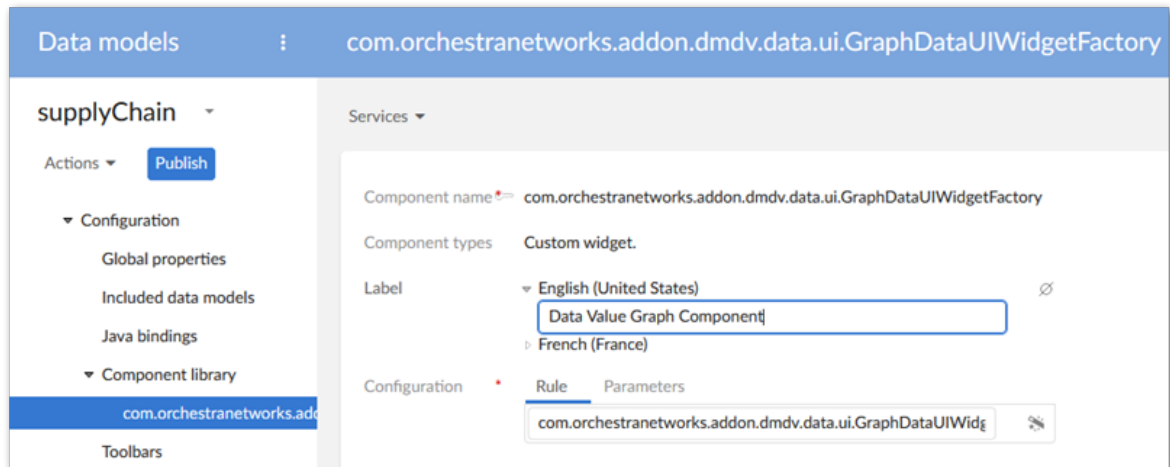 Data models
com.orchestranetworks.addon.dmdv.data.ui.GraphDataUIWidgetFactory
supplyChain
Actions
Publish
Configuration
Global properties
Included data models
Java bindings
Component library
com.orchestranetworks.add
Toolbars
Services
Component name* com.orchestranetworks.addon.dmdv.data.ui.GraphDataUIWidgetFactory
Component types Custom widget.
Label English (United States)
Data Value Graph Component
French (France)
Configuration * Rule Parameters
com.orchestranetworks.addon.dmdv.data.ui.GraphDataUIWidg